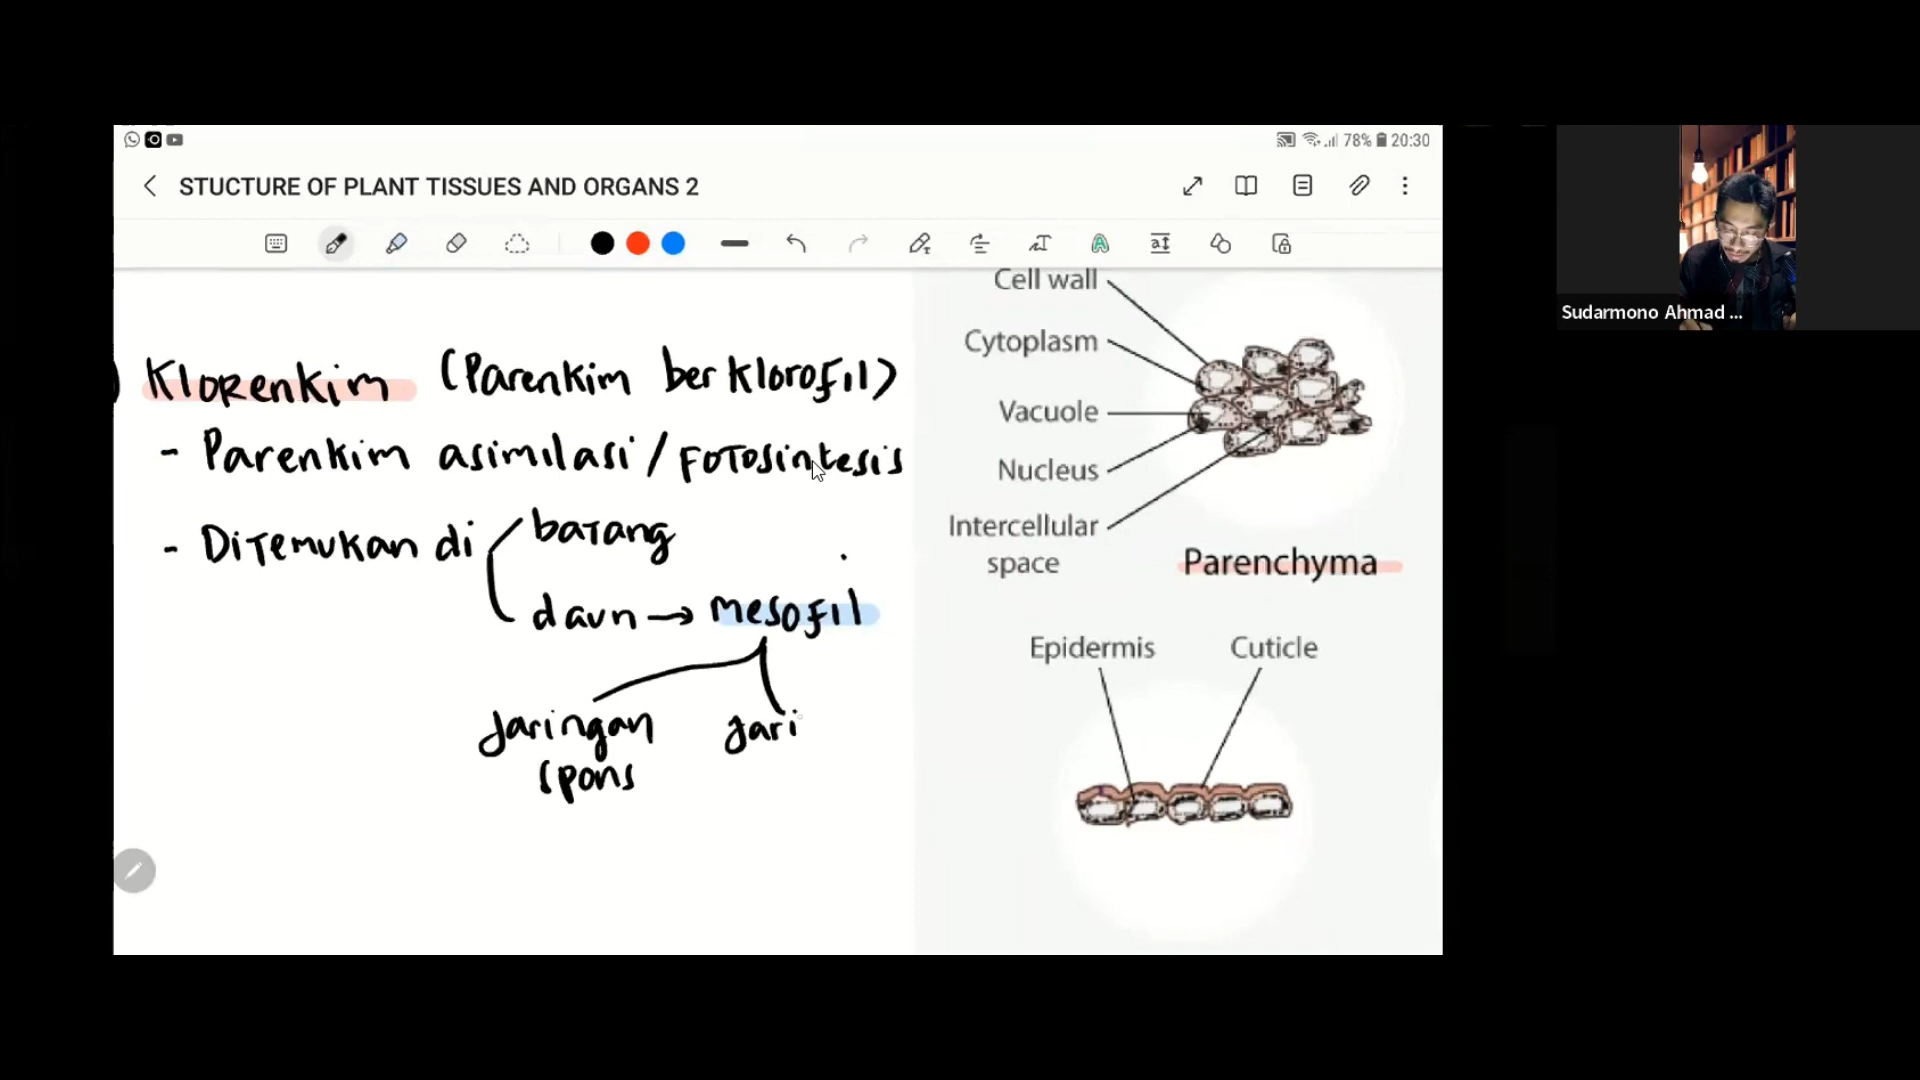 78% 20:30
STUCTURE OF PLANT TISSUES AND ORGANS 2
) Klorenkim (Parenkim berklorofil)
- Parenkim asimilasi / Fotosintesis
- Ditemukan di batang
daun → mesofil
Jaringan Jari
spons
Cell wall
Cytoplasm
Vacuole
Nucleus
Intercellular
space
Parenchyma
Epidermis Cuticle
Sudarmono Ahmad ...